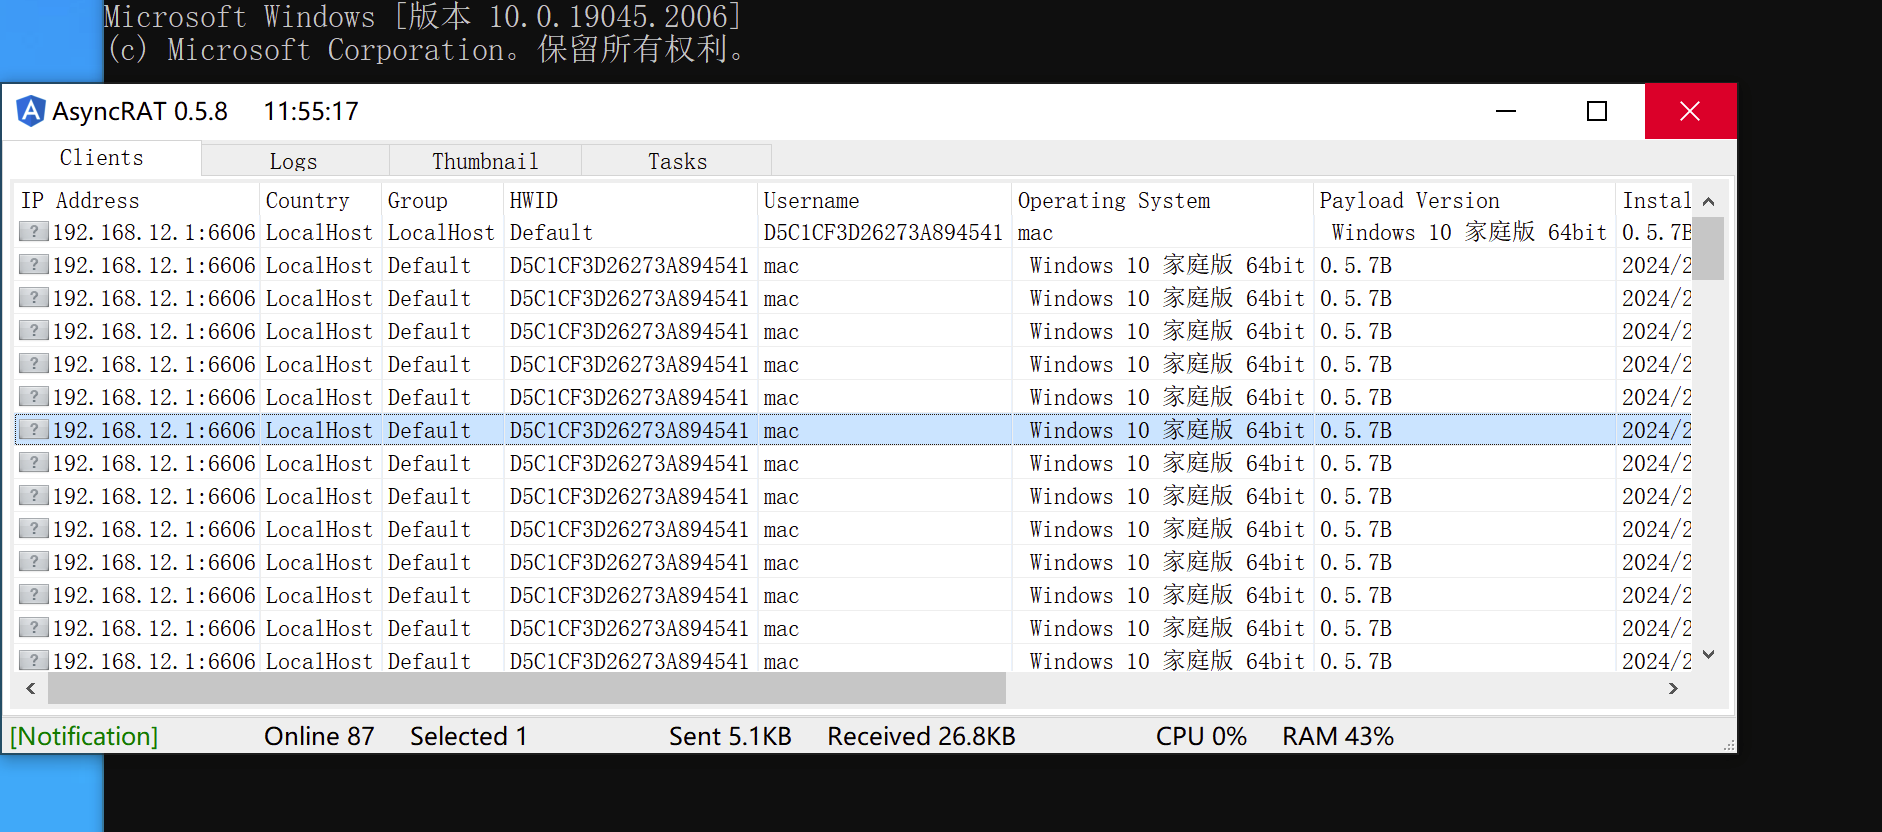 Microsoft Windows [版本 10.0.19045.2006]
(c) Microsoft Corporation。保留所有权利。
AsyncRAT 0.5.8 11:55:17
Clients Logs Thumbnail Tasks
IP Address Country Group HWID Username Operating System Payload Version Instal
192.168.12.1:6606 LocalHost LocalHost Default D5C1CF3D26273A894541 mac Windows 10 家庭版 64bit 0.5.7B
192.168.12.1:6606 LocalHost Default D5C1CF3D26273A894541 mac Windows 10 家庭版 64bit 0.5.7B 2024/2
192.168.12.1:6606 LocalHost Default D5C1CF3D26273A894541 mac Windows 10 家庭版 64bit 0.5.7B 2024/2
192.168.12.1:6606 LocalHost Default D5C1CF3D26273A894541 mac Windows 10 家庭版 64bit 0.5.7B 2024/2
192.168.12.1:6606 LocalHost Default D5C1CF3D26273A894541 mac Windows 10 家庭版 64bit 0.5.7B 2024/2
192.168.12.1:6606 LocalHost Default D5C1CF3D26273A894541 mac Windows 10 家庭版 64bit 0.5.7B 2024/2
192.168.12.1:6606 LocalHost Default D5C1CF3D26273A894541 mac Windows 10 家庭版 64bit 0.5.7B 2024/2
192.168.12.1:6606 LocalHost Default D5C1CF3D26273A894541 mac Windows 10 家庭版 64bit 0.5.7B 2024/2
192.168.12.1:6606 LocalHost Default D5C1CF3D26273A894541 mac Windows 10 家庭版 64bit 0.5.7B 2024/2
192.168.12.1:6606 LocalHost Default D5C1CF3D26273A894541 mac Windows 10 家庭版 64bit 0.5.7B 2024/2
192.168.12.1:6606 LocalHost Default D5C1CF3D26273A894541 mac Windows 10 家庭版 64bit 0.5.7B 2024/2
192.168.12.1:6606 LocalHost Default D5C1CF3D26273A894541 mac Windows 10 家庭版 64bit 0.5.7B 2024/2
192.168.12.1:6606 LocalHost Default D5C1CF3D26273A894541 mac Windows 10 家庭版 64bit 0.5.7B 2024/2
192.168.12.1:6606 LocalHost Default D5C1CF3D26273A894541 mac Windows 10 家庭版 64bit 0.5.7B 2024/2
[Notification] Online 87 Selected 1 Sent 5.1KB Received 26.8KB CPU 0% RAM 43%